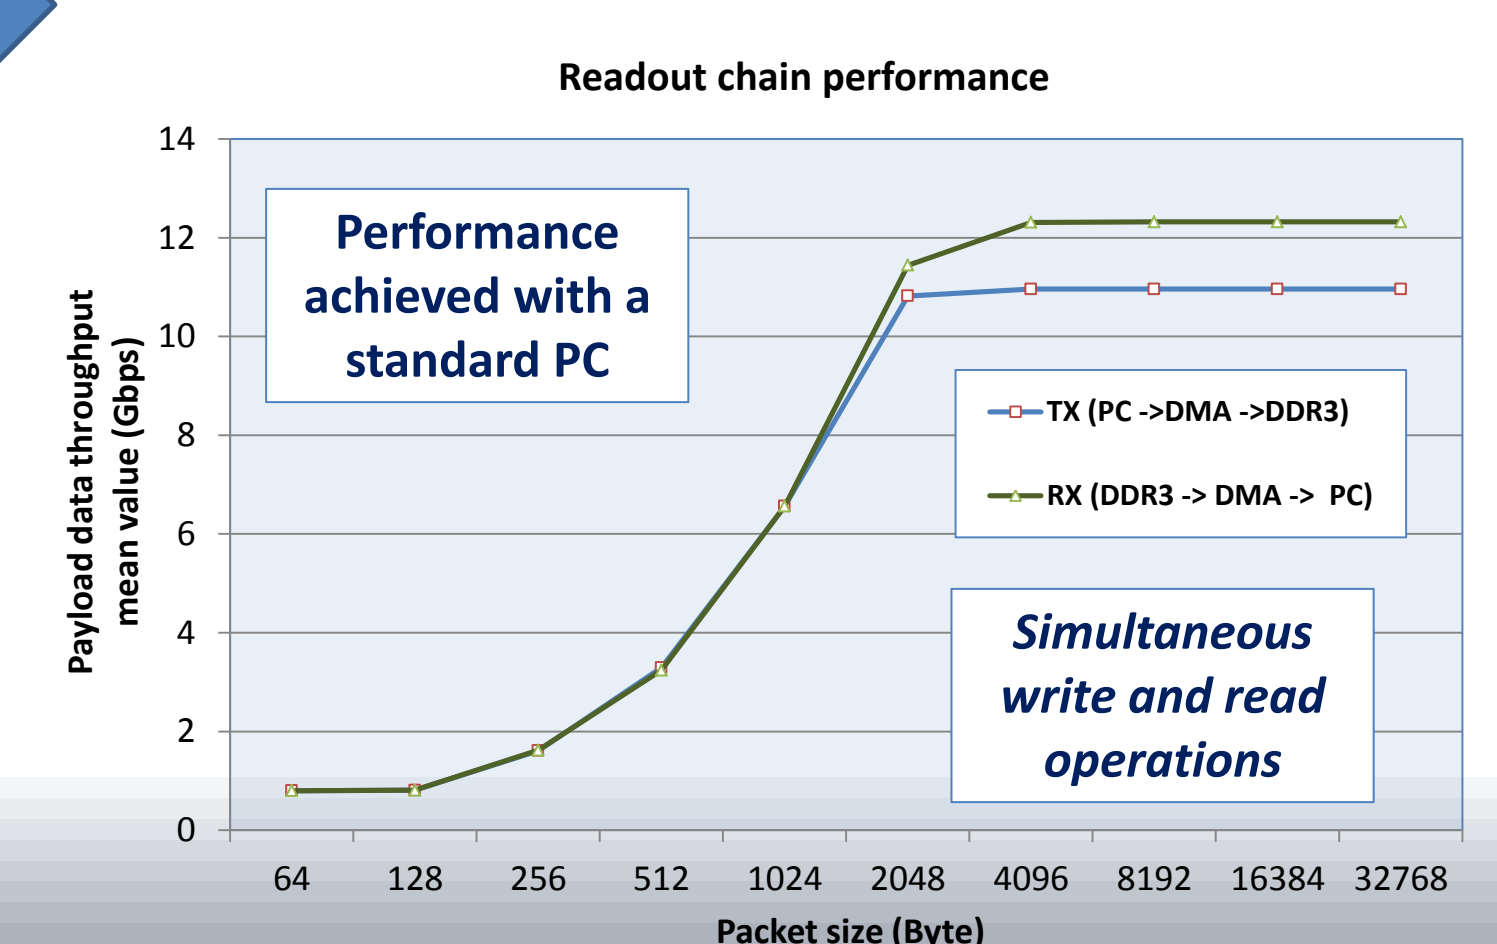 Readout chain performance
Payload data throughput
mean value (Gbps)
14
12
10
8
6
4
2
0
Performance
achieved with a
standard PC
TX (PC ->DMA ->DDR3)
RX (DDR3 -> DMA -> PC)
Simultaneous
write and read
operations
64 128 256 512 1024 2048 4096 8192 16384 32768
Packet size (Byte)